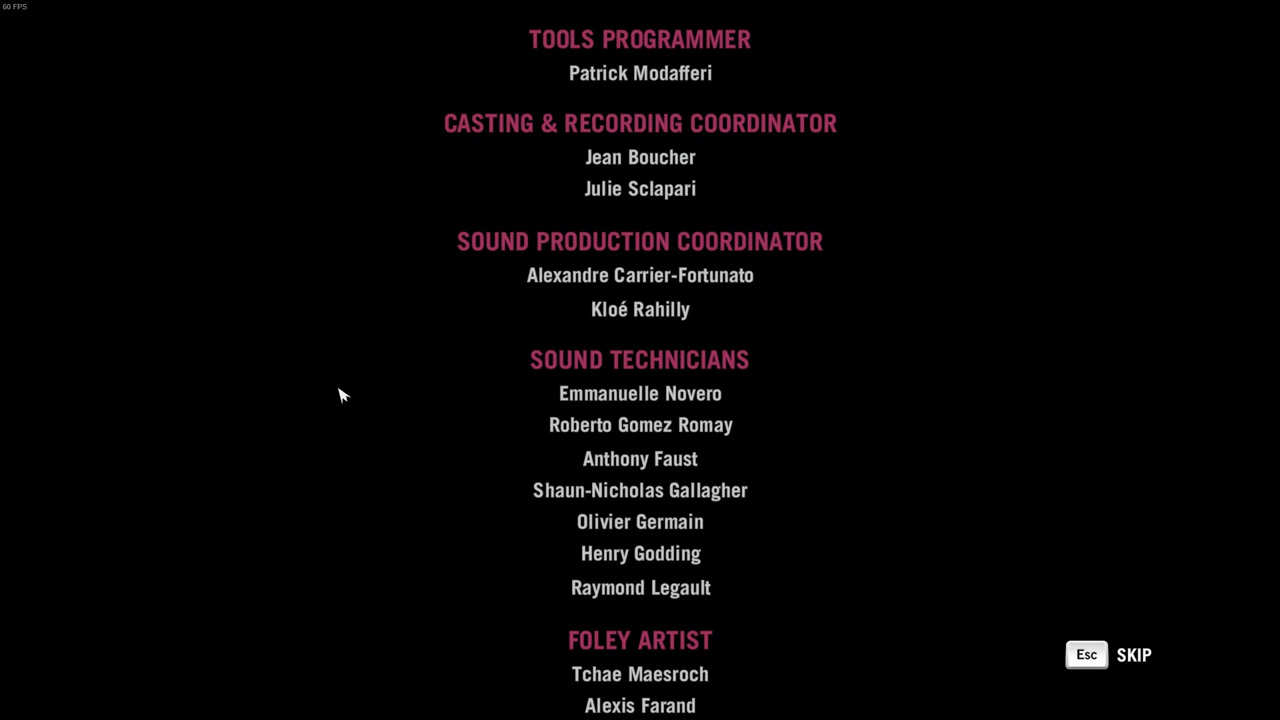 60 FPS
TOOLS PROGRAMMER
Patrick Modafferi
CASTING & RECORDING COORDINATOR
Jean Boucher
Julie Sclapari
SOUND PRODUCTION COORDINATOR
Alexandre Carrier-Fortunato
Kloé Rahilly
SOUND TECHNICIANS
Emmanuelle Novero
Roberto Gomez Romay
Anthony Faust
Shaun-Nicholas Gallagher
Olivier Germain
Henry Godding
Raymond Legault
FOLEY ARTIST
Tchae Maesroch
Alexis Farand
Esc SKIP